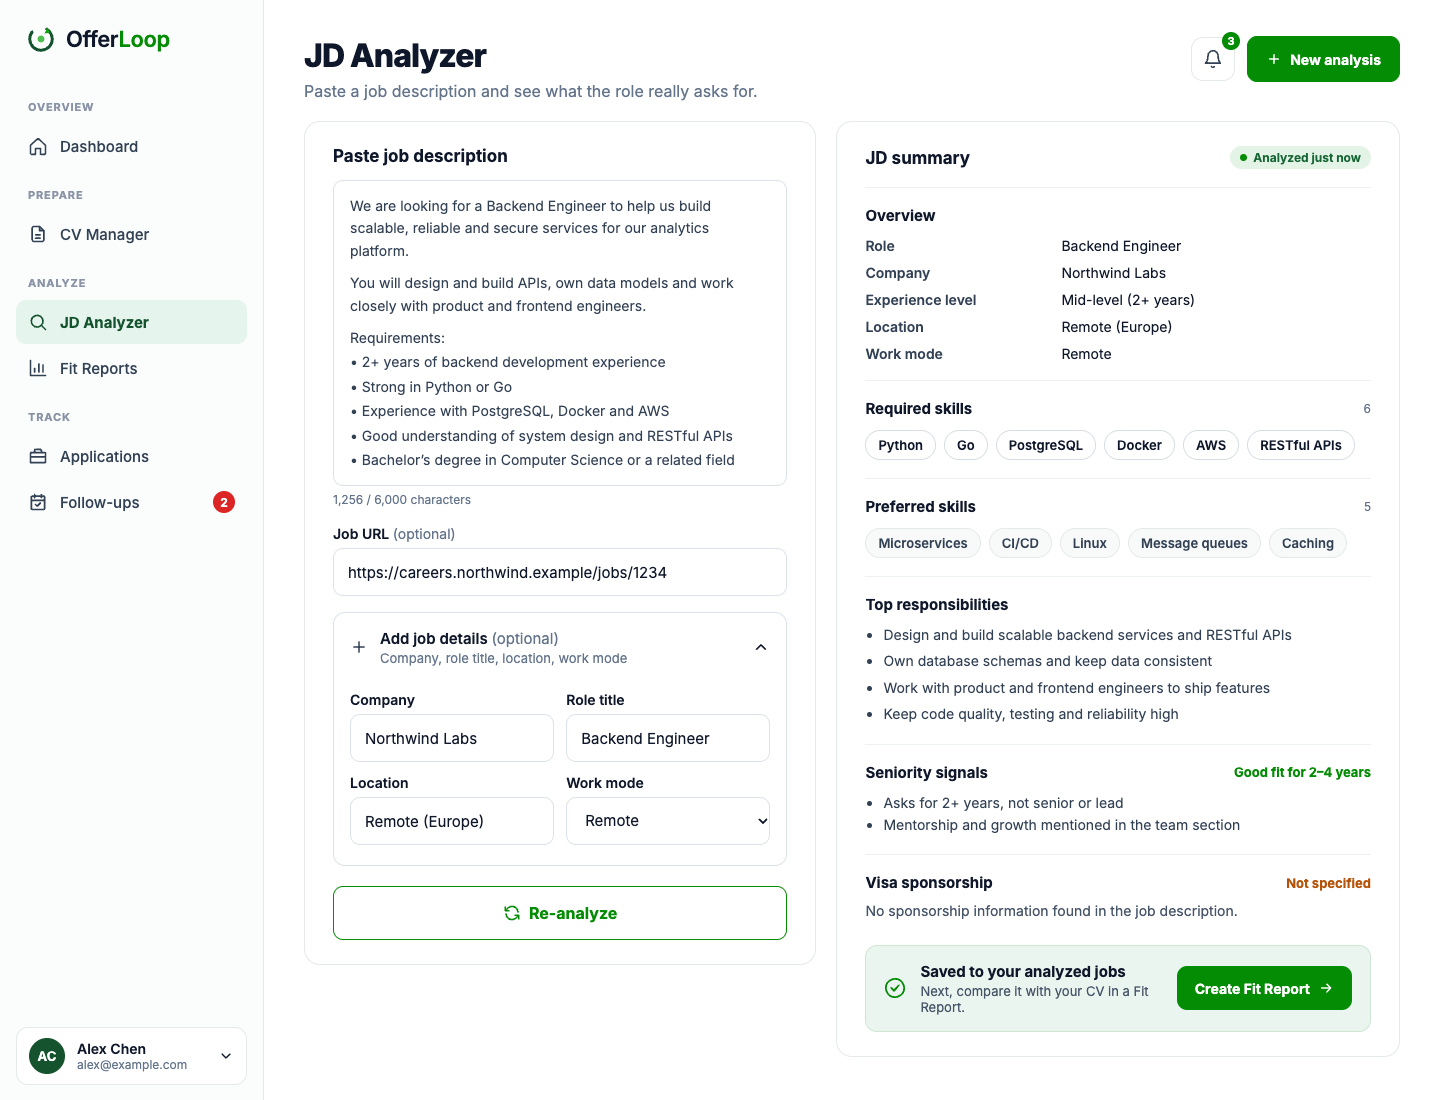 OfferLoop
OVERVIEW
Dashboard
PREPARE
CV Manager
ANALYZE
JD Analyzer
Fit Reports
TRACK
Applications
Follow-ups 2
AC
Alex Chen
alex@example.com
JD Analyzer
Paste a job description and see what the role really asks for.
3
+ New analysis
Paste job description
We are looking for a Backend Engineer to help us build
scalable, reliable and secure services for our analytics
platform.
You will design and build APIs, own data models and work
closely with product and frontend engineers.
Requirements:
• 2+ years of backend development experience
• Strong in Python or Go
• Experience with PostgreSQL, Docker and AWS
• Good understanding of system design and RESTful APIs
• Bachelor’s degree in Computer Science or a related field
1,256 / 6,000 characters
Job URL (optional)
https://careers.northwind.example/jobs/1234
+ Add job details (optional)
Company, role title, location, work mode
Company Role title
Northwind Labs Backend Engineer
Location Work mode
Remote (Europe) Remote
Re-analyze
JD summary Analyzed just now
Overview
Role Backend Engineer
Company Northwind Labs
Experience level Mid-level (2+ years)
Location Remote (Europe)
Work mode Remote
Required skills 6
Python Go PostgreSQL Docker AWS RESTful APIs
Preferred skills 5
Microservices CI/CD Linux Message queues Caching
Top responsibilities
• Design and build scalable backend services and RESTful APIs
• Own database schemas and keep data consistent
• Work with product and frontend engineers to ship features
• Keep code quality, testing and reliability high
Seniority signals Good fit for 2–4 years
• Asks for 2+ years, not senior or lead
• Mentorship and growth mentioned in the team section
Visa sponsorship Not specified
No sponsorship information found in the job description.
Saved to your analyzed jobs
Next, compare it with your CV in a Fit
Report.
Create Fit Report →